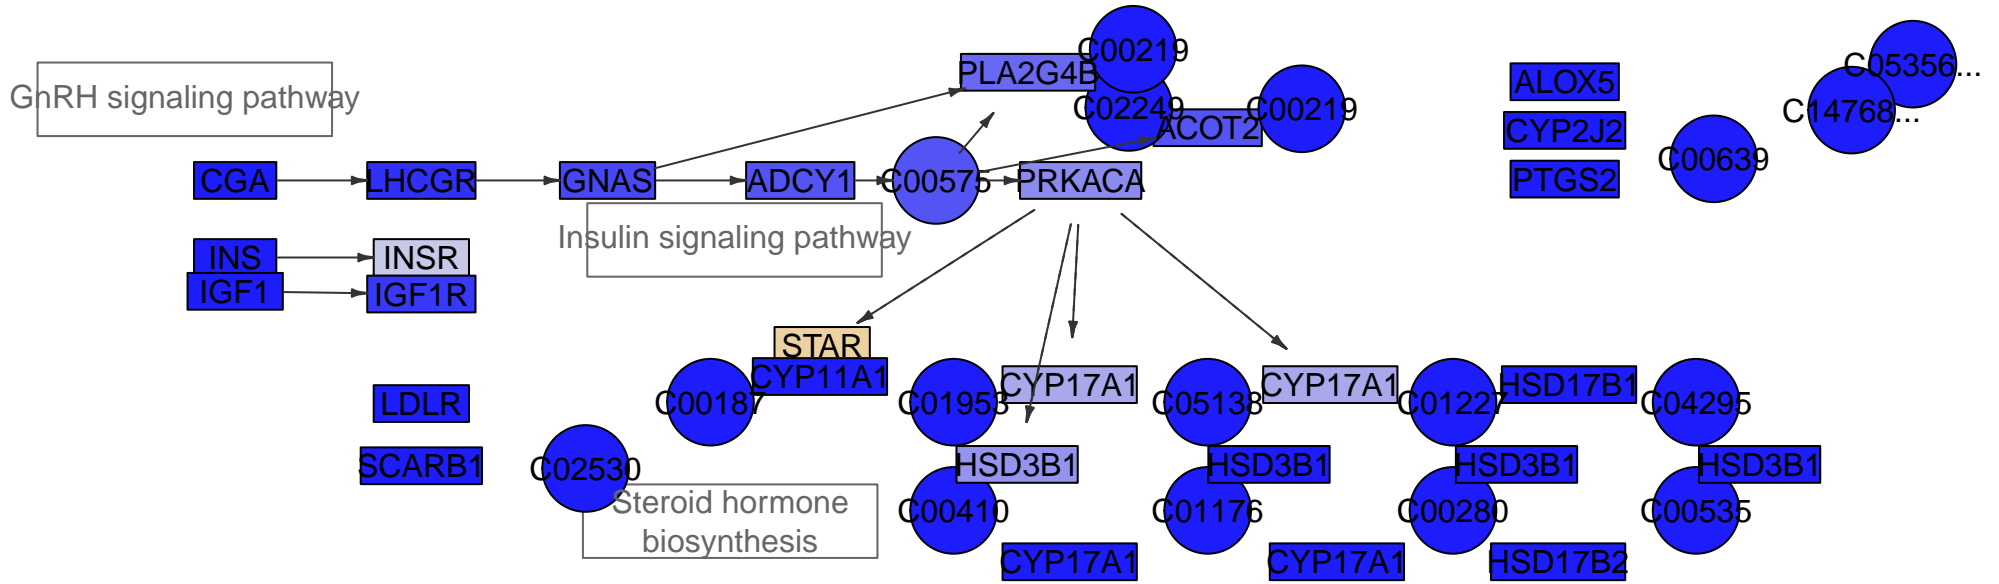 C00219
C05356...
PLA2G4B
ALOX5
GnRH signaling pathway
C02249
C00219
C14768...
ACOT2
CYP2J2
C00639
CGA
LHCGR
GNAS
ADCY1
C00575
PRKACA
PTGS2
Insulin signaling pathway
INS
INSR
IGF1
IGF1R
STAR
CYP11A1
CYP17A1
CYP17A1
HSD17B1
C00187
C01953
C05138
C01227
C04295
LDLR
SCARB1
C02530
HSD3B1
HSD3B1
HSD3B1
HSD3B1
Steroid hormone
biosynthesis
C00410
C01176
C00280
C00535
CYP17A1
CYP17A1
HSD17B2